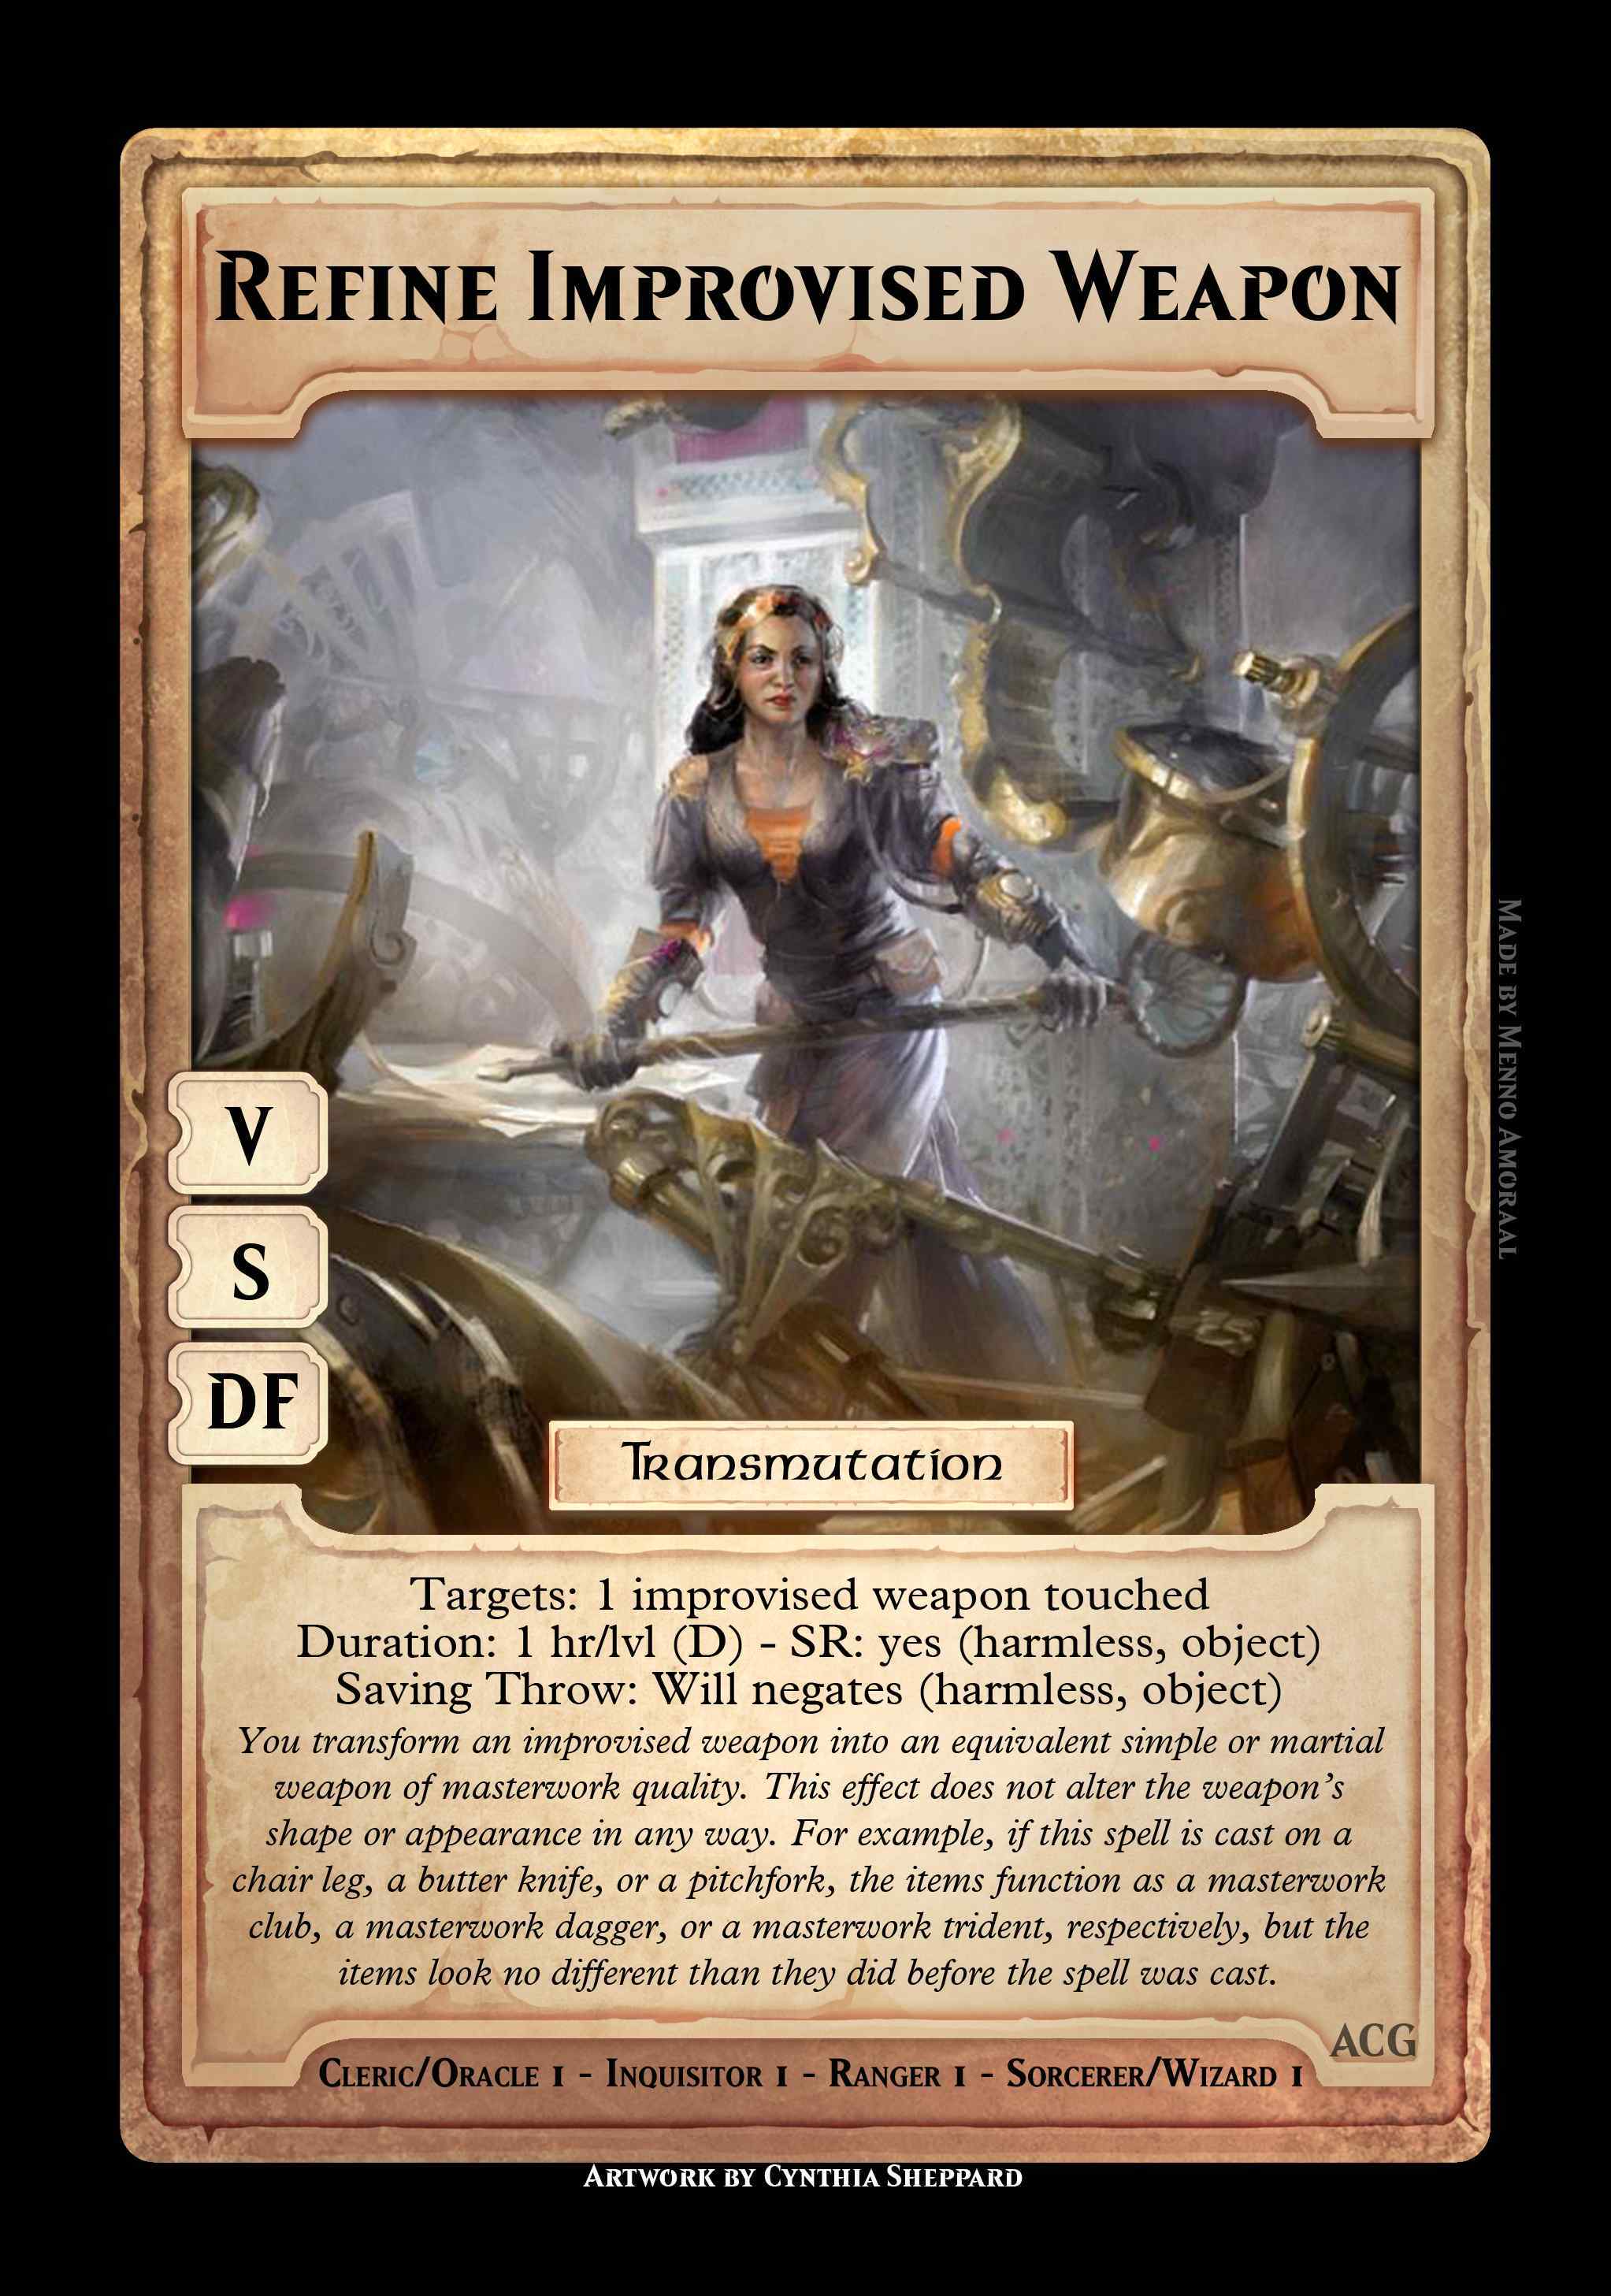 Refine Improvised Weapon
V
S
DF
Transmutation
Targets: 1 improvised weapon touched
Duration: 1 hr/lvl (D) - SR: yes (harmless, object)
Saving Throw: Will negates (harmless, object)
You transform an improvised weapon into an equivalent simple or martial
weapon of masterwork quality. This effect does not alter the weapon's
shape or appearance in any way. For example, if this spell is cast on a
chair leg, a butter knife, or a pitchfork, the items function as a masterwork
club, a masterwork dagger, or a masterwork trident, respectively, but the
items look no different than they did before the spell was cast.
ACG
Cleric/Oracle 1 - Inquisitor 1 - Ranger 1 - Sorcerer/Wizard 1
Artwork by Cynthia Sheppard
Made by Menno Amoraal